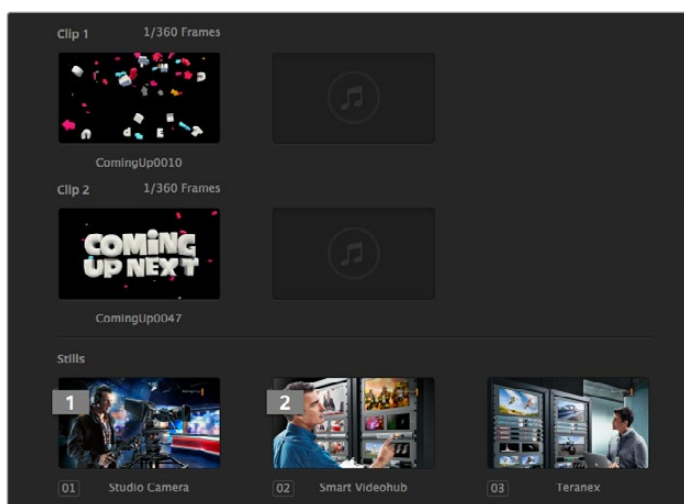 Clip 1 1/360 Frames
ComingUp0010
Clip 2 1/360 Frames
COMiNG
UP NEXT
ComingUp0047
Stills
1 2
01 Studio Camera 02 Smart Videohub 03 Teranex